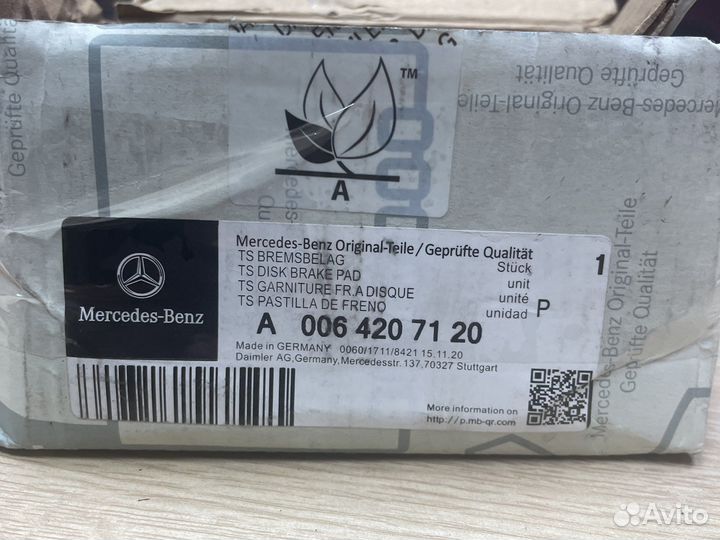 Geprüfte Qualität
Mercedes-Benz Original-Teile
Geprüfte Qualität
TM
A
Mercedes-Benz Original-Teile
Geprüfte Qualität
Mercedes-Benz
Mercedes-Benz Original-Teile/Geprüfte Qualität
TS BREMSBELAG
TS DISK BRAKE PAD
TS GARNITURE FR.A DISQUE
TS PASTILLA DE FRENO
Stück
unit
unité
unidad
P
1
A 006 420 71 20
Made in GERMANY 0060/1711/8421 15.11.20
Daimler AG,Germany,Mercedesstr.137,70327 Stuttgart
More information on
http://p.mb-qr.com
Avito